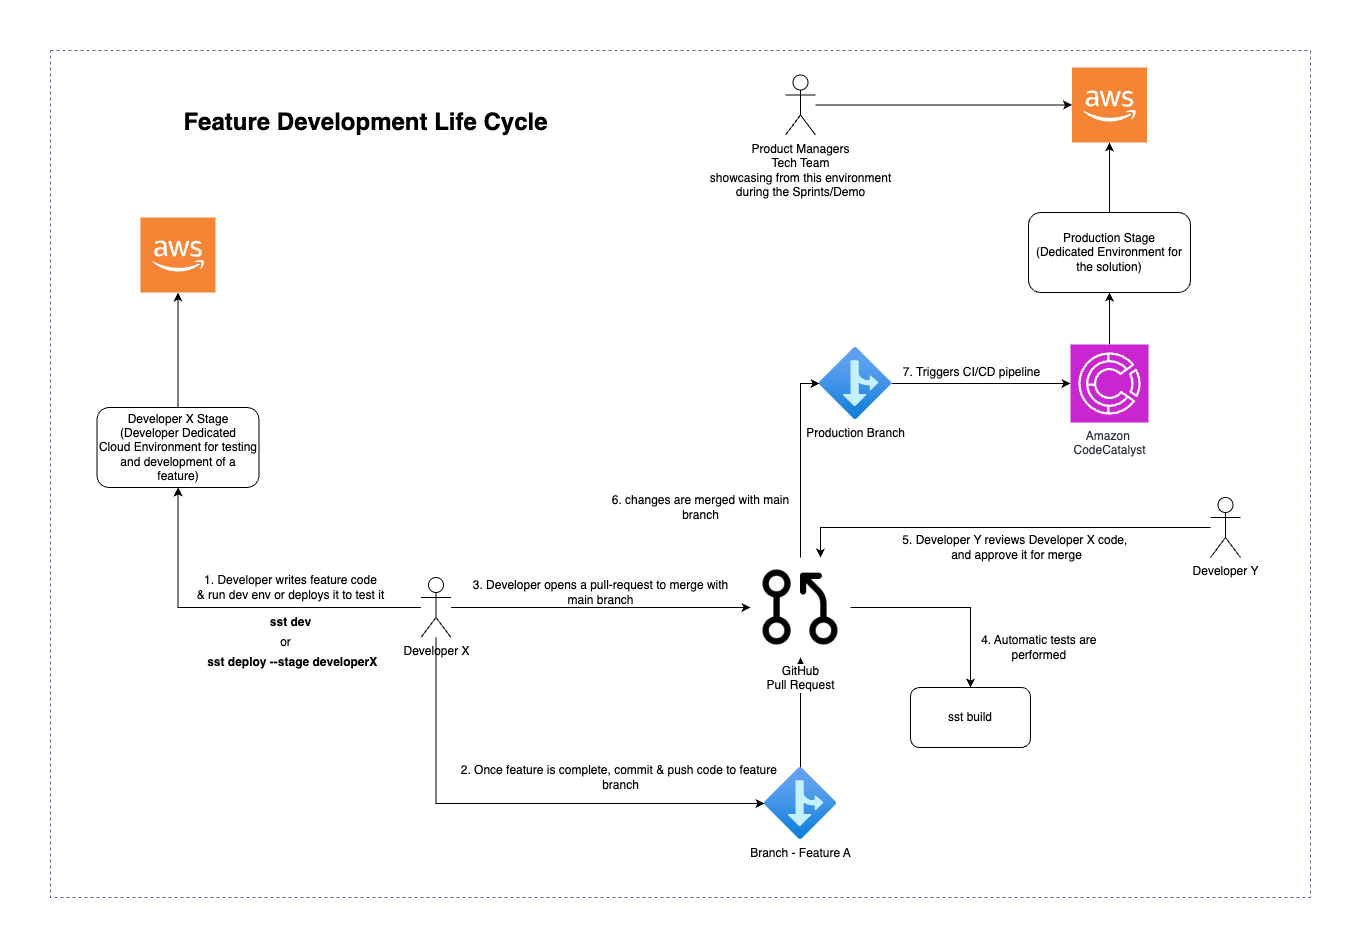 Feature Development Life Cycle
aws
Product Managers
Tech Team
showcasing from this environment
during the Sprints/Demo
aws
Production Stage
(Dedicated Environment for
the solution)
Developer X Stage
(Developer Dedicated
Cloud Environment for testing
and development of a
feature)
7. Triggers CI/CD pipeline
Production Branch
Amazon
CodeCatalyst
6. changes are merged with main
branch
5. Developer Y reviews Developer X code,
and approve it for merge
Developer Y
1. Developer writes feature code
& run dev env or deploys it to test it
sst dev
or
sst deploy --stage developerX
Developer X
3. Developer opens a pull-request to merge with
main branch
4. Automatic tests are
performed
GitHub
Pull Request
sst build
2. Once feature is complete, commit & push code to feature
branch
Branch - Feature A